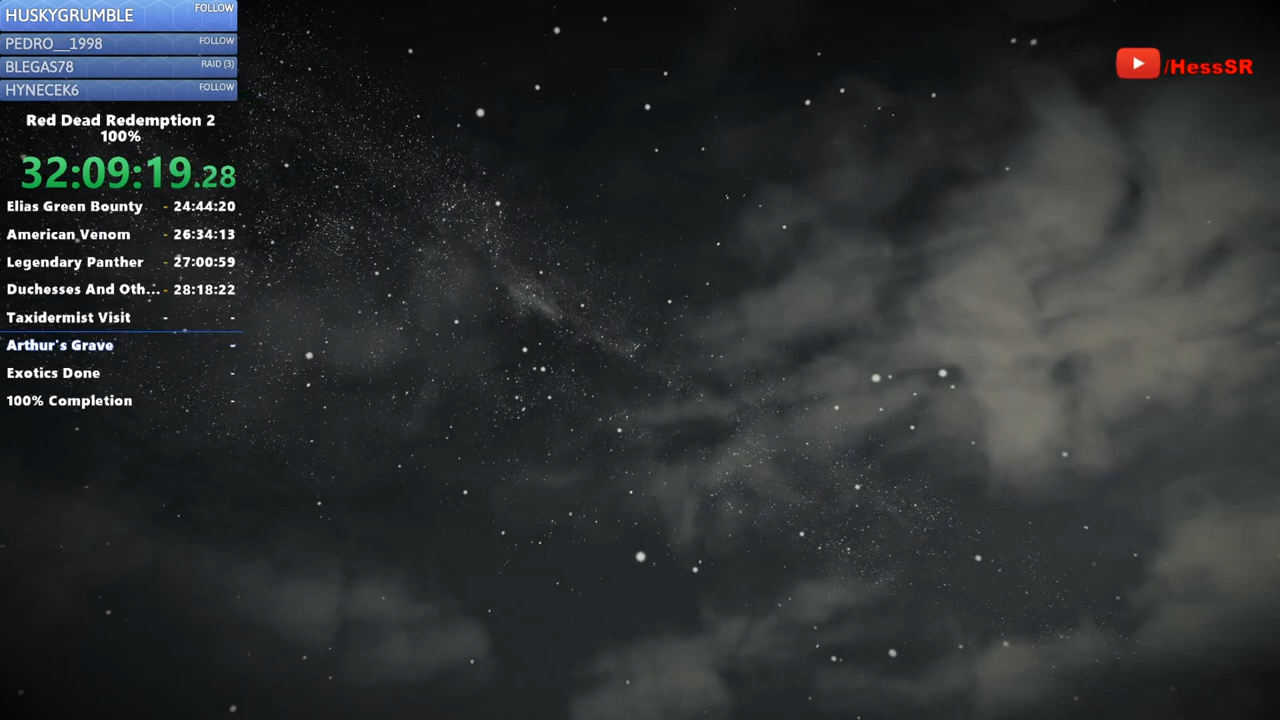 HUSKYGRUMBLE FOLLOW
PEDRO__1998 FOLLOW
BLEGAS78 RAID (3)
HYNECEK6 FOLLOW
/HessSR
Red Dead Redemption 2
100%
32:09:19.28
Elias Green Bounty - 24:44:20
American Venom - 26:34:13
Legendary Panther - 27:00:59
Duchesses And Oth... - 28:18:22
Taxidermist Visit - -
Arthur's Grave -
Exotics Done -
100% Completion -